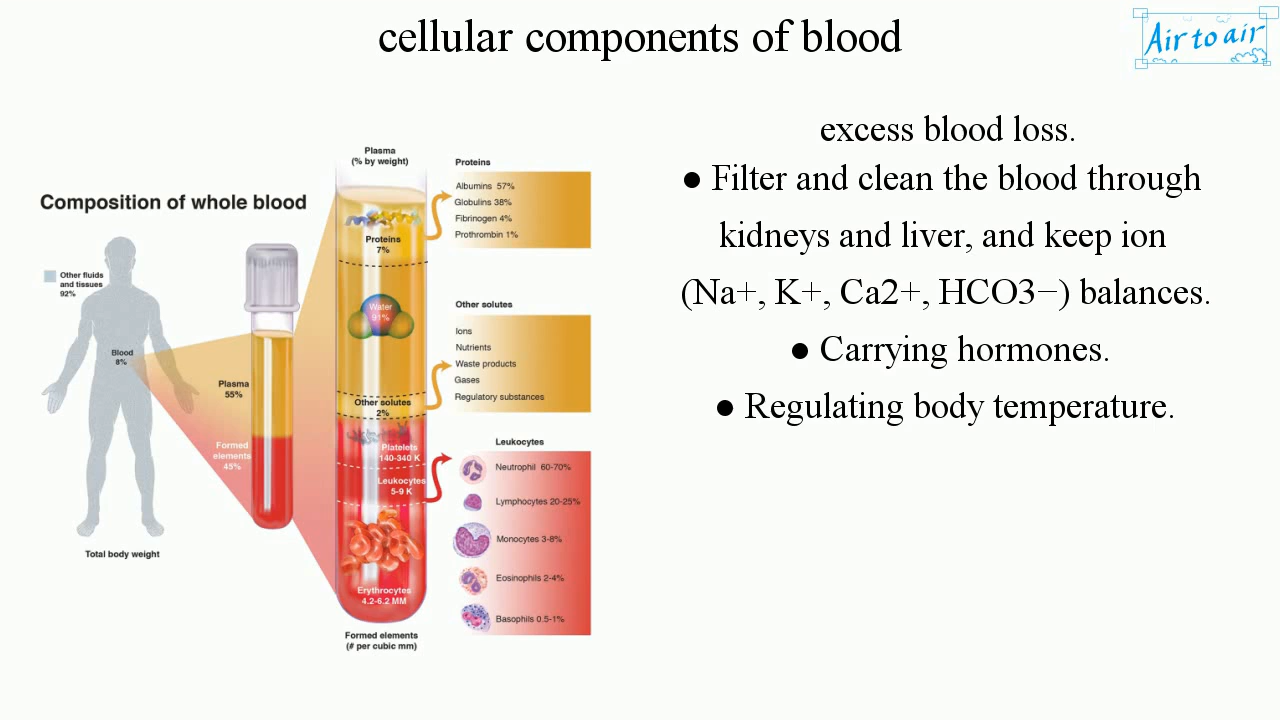 cellular components of blood
Air to air
excess blood loss.
● Filter and clean the blood through
kidneys and liver, and keep ion
(Na+, K+, Ca2+, HCO3−) balances.
● Carrying hormones.
● Regulating body temperature.
Composition of whole blood
Other fluids
and tissues
92%
Blood
8%
Total body weight
Plasma
55%
Formed
elements
45%
Plasma
(% by weight)
Proteins
7%
Water
91%
Other solutes
2%
Platelets
140-340 K
Leukocytes
5-9 K
Erythrocytes
4.2-6.2 MM
Formed elements
(# per cubic mm)
Proteins
Albumins 57%
Globulins 38%
Fibrinogen 4%
Prothrombin 1%
Other solutes
Ions
Nutrients
Waste products
Gases
Regulatory substances
Leukocytes
Neutrophil 60-70%
Lymphocytes 20-25%
Monocytes 3-8%
Eosinophils 2-4%
Basophils 0.5-1%